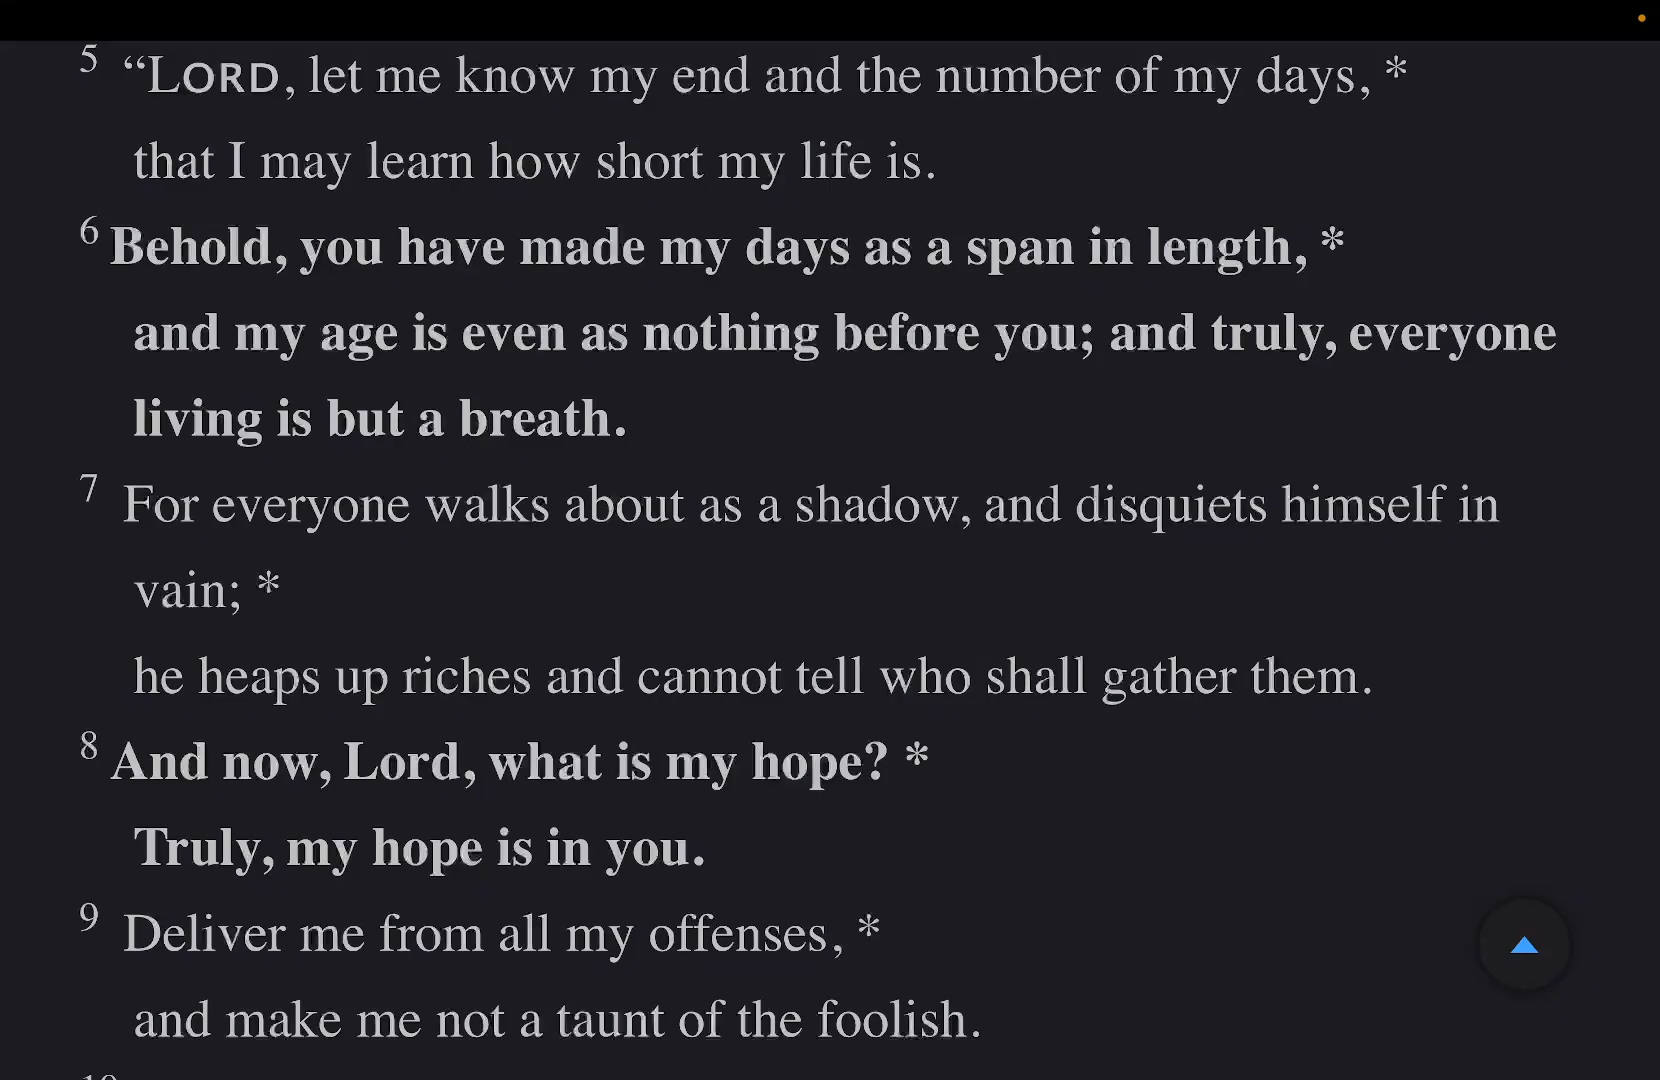 5 “LORD, let me know my end and the number of my days, *
that I may learn how short my life is.
6 Behold, you have made my days as a span in length, *
and my age is even as nothing before you; and truly, everyone
living is but a breath.
7 For everyone walks about as a shadow, and disquiets himself in
vain; *
he heaps up riches and cannot tell who shall gather them.
8 And now, Lord, what is my hope? *
Truly, my hope is in you.
9 Deliver me from all my offenses, *
and make me not a taunt of the foolish.
10